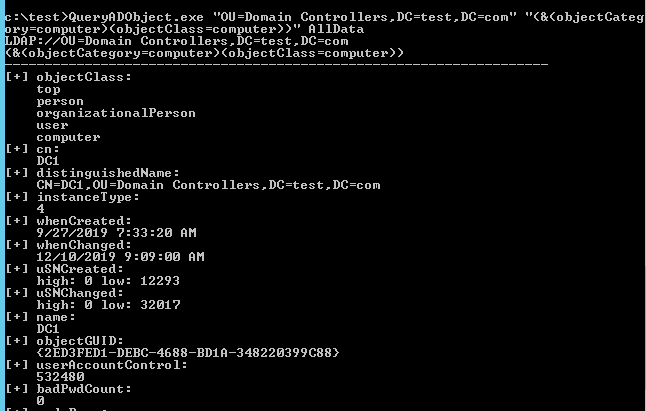 c:\test>QueryADObject.exe "OU=Domain Controllers,DC=test,DC=com" "(&(objectCateg
ory=computer)(objectClass=computer))" AllData
LDAP://OU=Domain Controllers,DC=test,DC=com
(&(objectCategory=computer)(objectClass=computer))
----------------------------------------------------------------------
[+] objectClass:
    top
    person
    organizationalPerson
    user
    computer
[+] cn:
    DC1
[+] distinguishedName:
    CN=DC1,OU=Domain Controllers,DC=test,DC=com
[+] instanceType:
    4
[+] whenCreated:
    9/27/2019 7:33:20 AM
[+] whenChanged:
    12/10/2019 9:09:00 AM
[+] uSNCreated:
    high: 0 low: 12293
[+] uSNChanged:
    high: 0 low: 32017
[+] name:
    DC1
[+] objectGUID:
    {2ED3FED1-DEBC-4688-BD1A-348220399C88}
[+] userAccountControl:
    532480
[+] badPwdCount:
    0